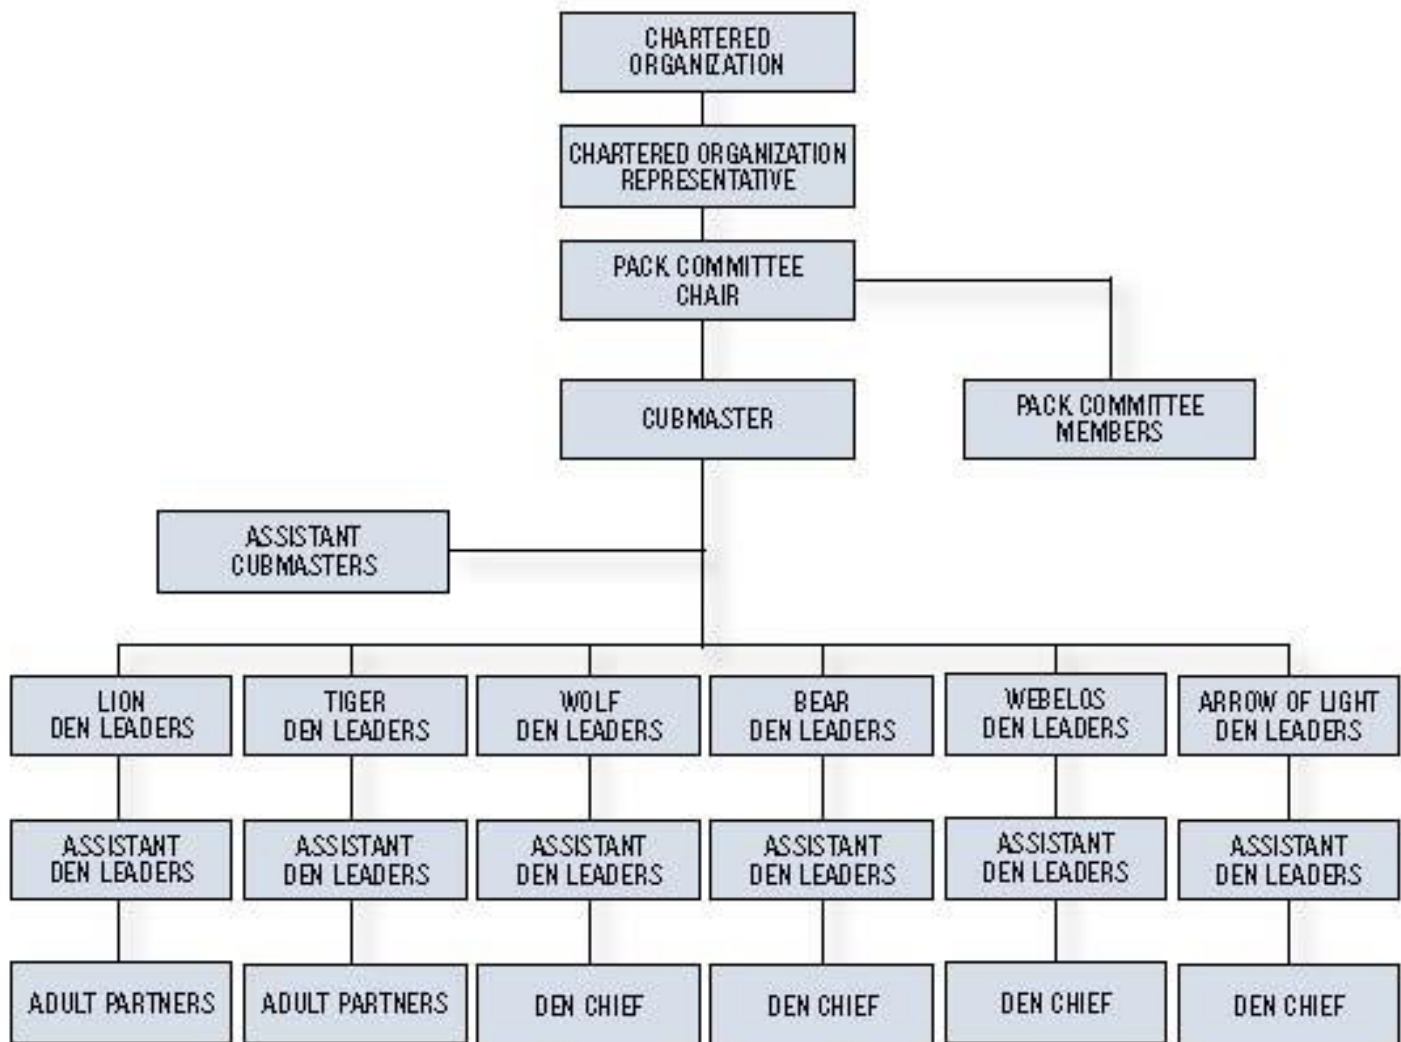 CHARTERED
ORGANIZATION
CHARTERED ORGANIZATION
REPRESENTATIVE
PACK COMMITTEE
CHAIR
CUBMASTER
PACK COMMITTEE
MEMBERS
ASSISTANT
CUBMASTERS
LION
DEN LEADERS
TIGER
DEN LEADERS
WOLF
DEN LEADERS
BEAR
DEN LEADERS
WEBELOS
DEN LEADERS
ARROW OF LIGHT
DEN LEADERS
ASSISTANT
DEN LEADERS
ASSISTANT
DEN LEADERS
ASSISTANT
DEN LEADERS
ASSISTANT
DEN LEADERS
ASSISTANT
DEN LEADERS
ASSISTANT
DEN LEADERS
ADULT PARTNERS
ADULT PARTNERS
DEN CHIEF
DEN CHIEF
DEN CHIEF
DEN CHIEF